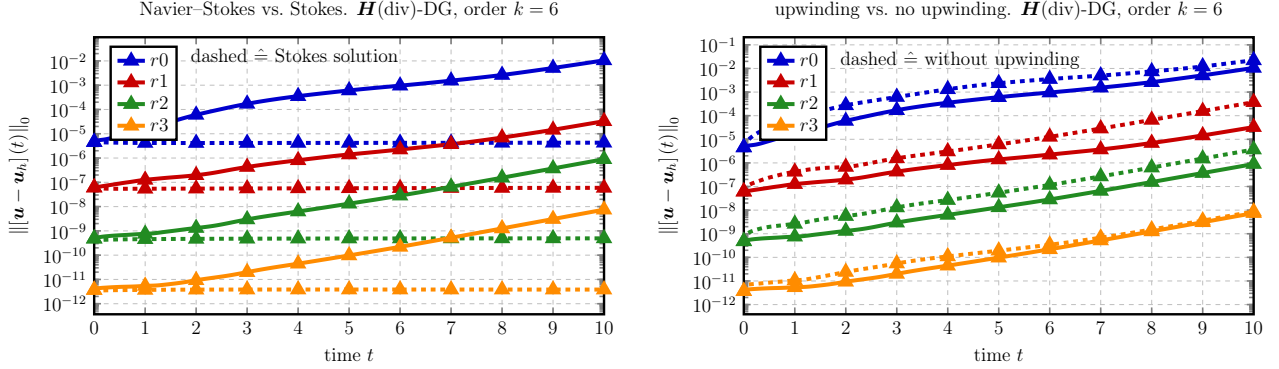 Navier–Stokes vs. Stokes. H(div)-DG, order k = 6
dashed ≙ Stokes solution
r0
r1
r2
r3
10^−2
10^−3
10^−4
10^−5
10^−6
10^−7
10^−8
10^−9
10^−10
10^−11
10^−12
‖[u − u_h] (t)‖_0
0 1 2 3 4 5 6 7 8 9 10
time t
upwinding vs. no upwinding. H(div)-DG, order k = 6
dashed ≙ without upwinding
r0
r1
r2
r3
10^−1
10^−2
10^−3
10^−4
10^−5
10^−6
10^−7
10^−8
10^−9
10^−10
10^−11
10^−12
‖[u − u_h] (t)‖_0
0 1 2 3 4 5 6 7 8 9 10
time t